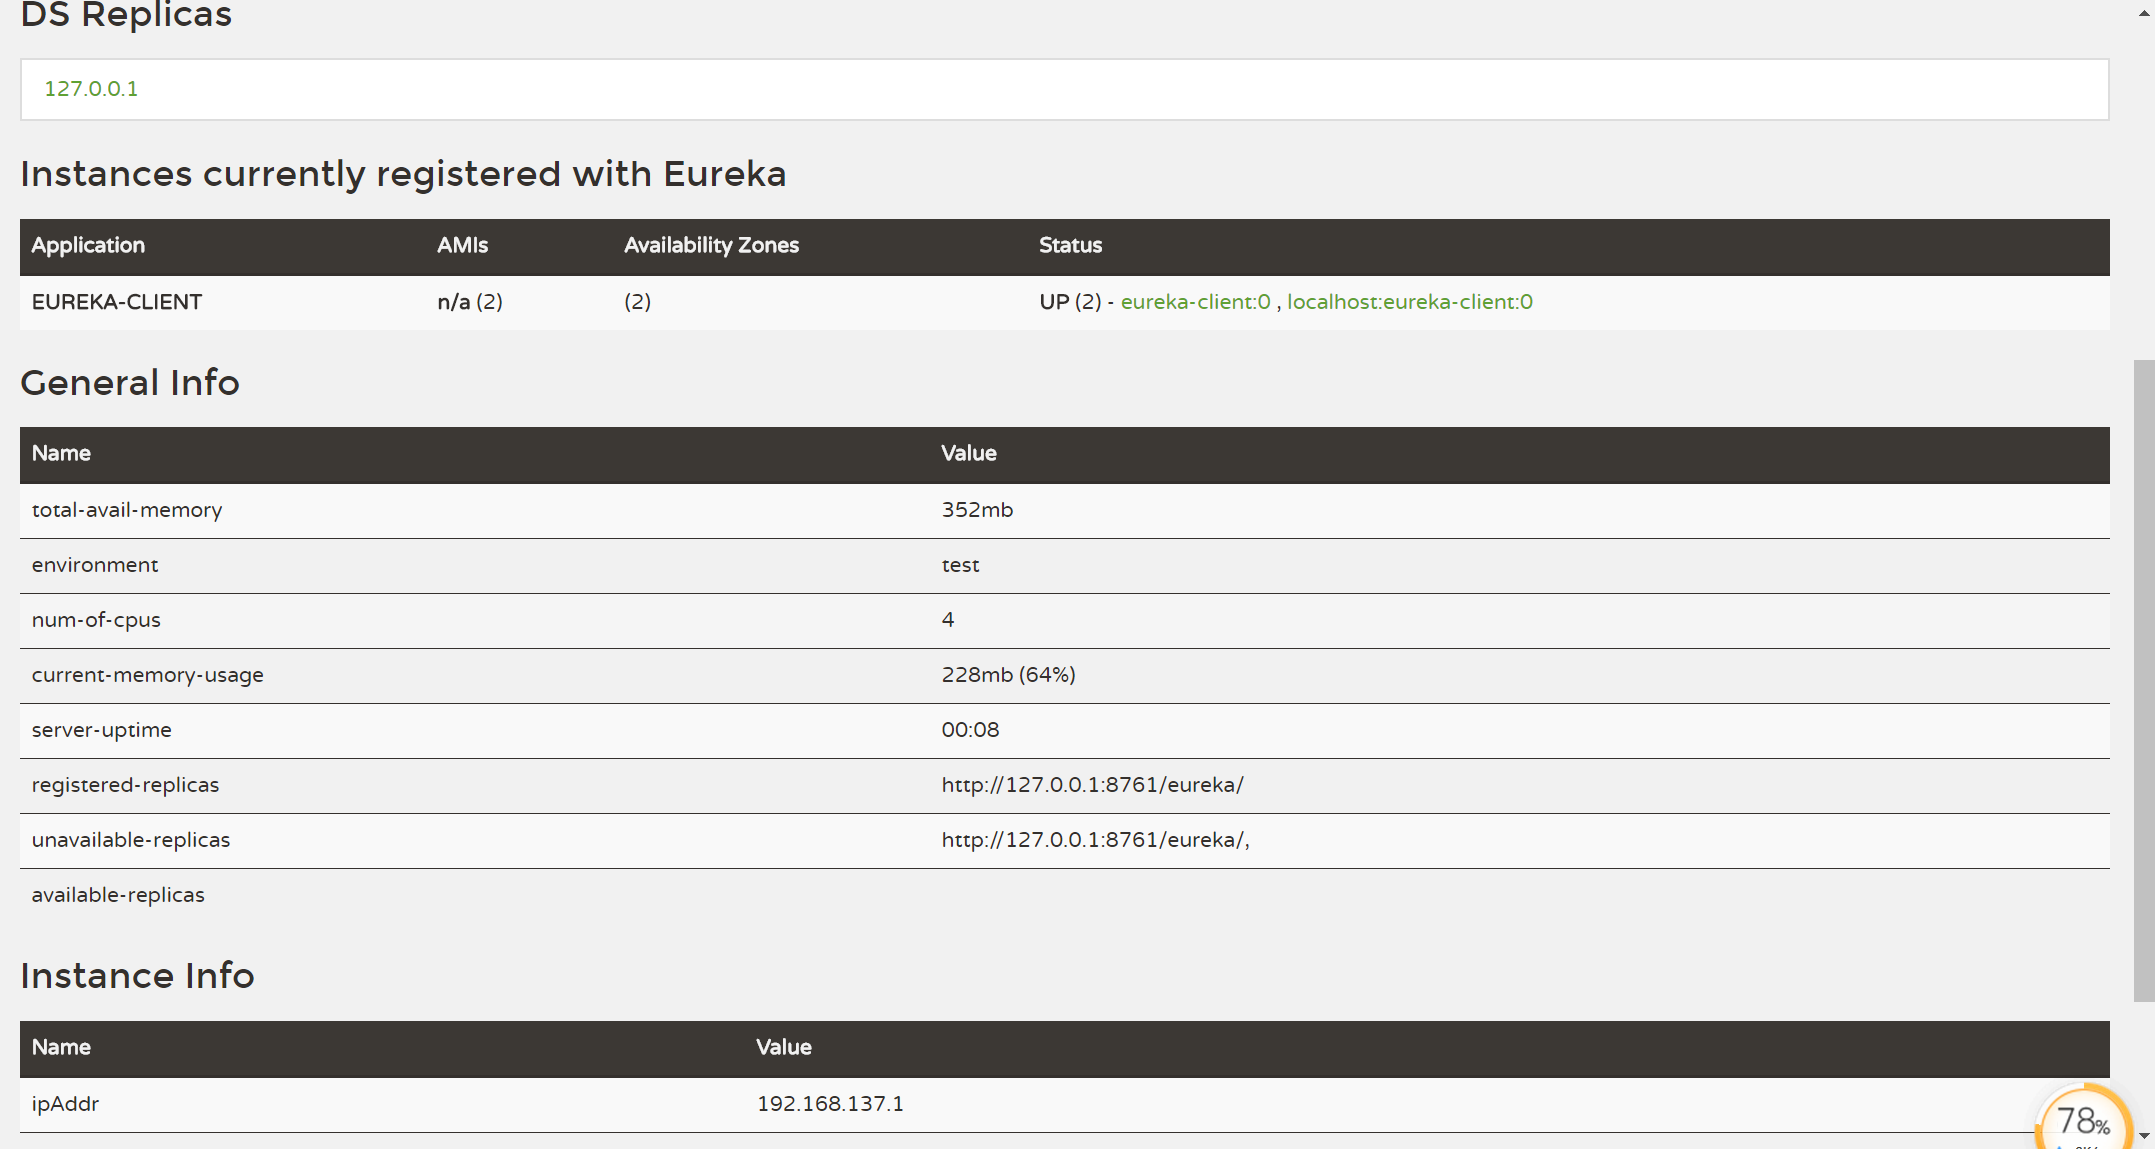 DS Replicas
127.0.0.1
Instances currently registered with Eureka
Application AMIs Availability Zones Status
EUREKA-CLIENT n/a (2) (2) UP (2) - eureka-client:0 , localhost:eureka-client:0
General Info
Name Value
total-avail-memory 352mb
environment test
num-of-cpus 4
current-memory-usage 228mb (64%)
server-uptime 00:08
registered-replicas http://127.0.0.1:8761/eureka/
unavailable-replicas http://127.0.0.1:8761/eureka/,
available-replicas
Instance Info
Name Value
ipAddr 192.168.137.1
78%